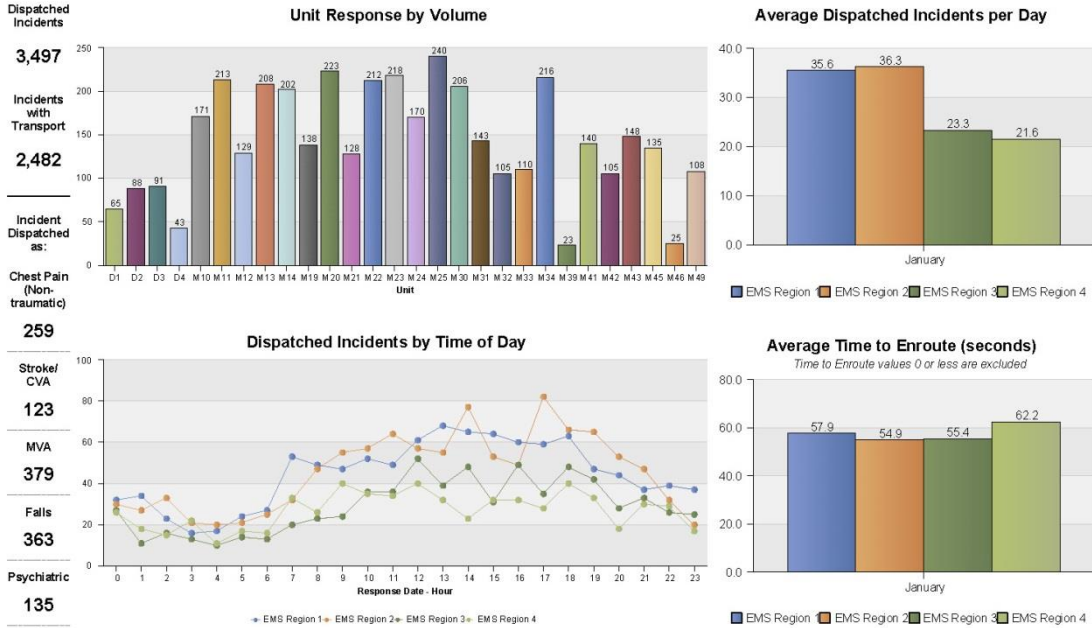 Dispatched
Incidents
3,497
Incidents
with
Transport
2,482
Incident
Dispatched
as:
Chest Pain
(Non-
traumatic)
259
Stroke/
CVA
123
MVA
379
Falls
363
Psychiatric
135
Unit Response by Volume
250
200
150
100
50
0
65
88
91
43
171
213
129
208
202
138
223
128
212
218
170
240
206
143
105
110
216
23
140
105
148
135
25
108
D1 D2 D3 D4 M10 M11 M12 M13 M14 M19 M20 M21 M22 M23 M24 M25 M30 M31 M32 M33 M34 M39 M41 M42 M43 M45 M46 M49
Unit
Average Dispatched Incidents per Day
40.0
30.0
20.0
10.0
0.0
35.6
36.3
23.3
21.6
January
EMS Region 1 EMS Region 2 EMS Region 3 EMS Region 4
Dispatched Incidents by Time of Day
100
80
60
40
20
0
0 1 2 3 4 5 6 7 8 9 10 11 12 13 14 15 16 17 18 19 20 21 22 23
Response Date - Hour
EMS Region 1 EMS Region 2 EMS Region 3 EMS Region 4
Average Time to Enroute (seconds)
Time to Enroute values 0 or less are excluded
80.0
60.0
40.0
20.0
0.0
57.9
54.9
55.4
62.2
January
EMS Region 1 EMS Region 2 EMS Region 3 EMS Region 4